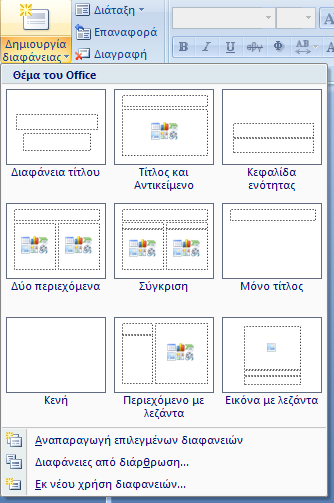 Δημιουργία
διαφάνειας
Διάταξη
Επαναφορά
Διαγραφή
B I U abc
Θέμα του Office
Διαφάνεια τίτλου
Τίτλος και
Αντικείμενο
Κεφαλίδα
ενότητας
Δύο περιεχόμενα
Σύγκριση
Μόνο τίτλος
Κενή
Περιεχόμενο με
λεζάντα
Εικόνα με λεζάντα
Αναπαραγωγή επιλεγμένων διαφανειών
Διαφάνειες από διάρθρωση...
Εκ νέου χρήση διαφανειών...